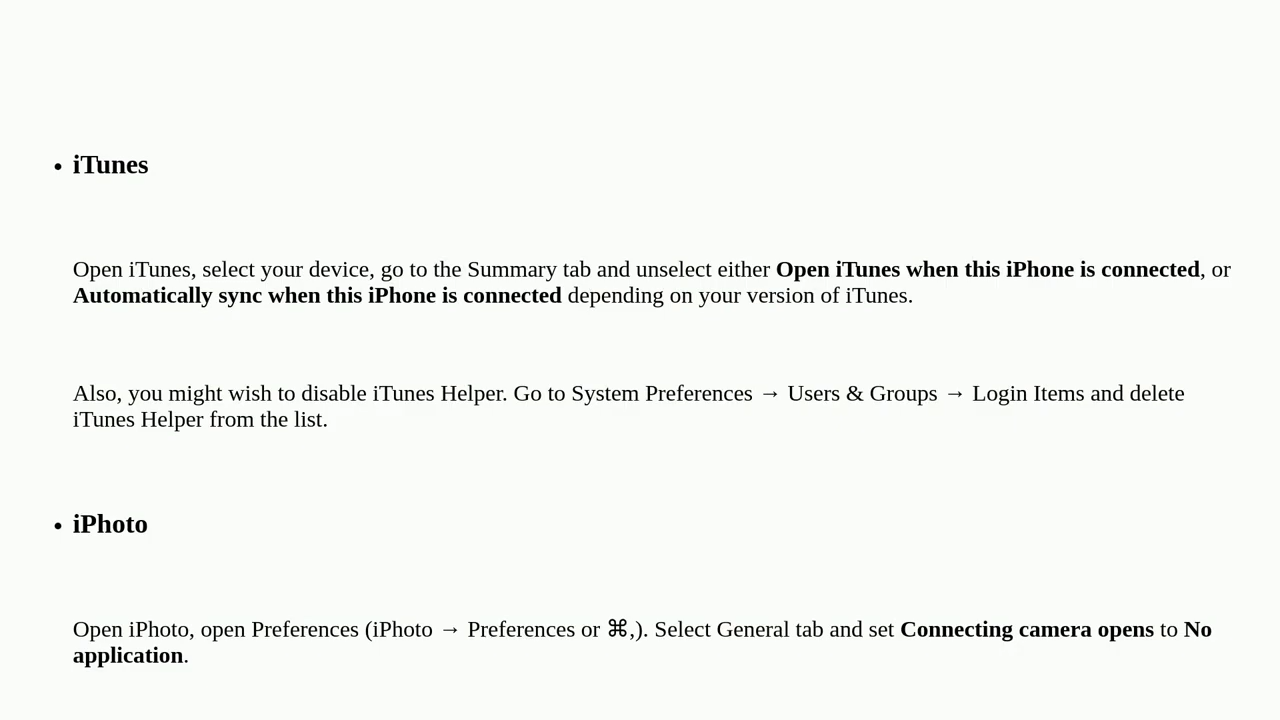 • iTunes
Open iTunes, select your device, go to the Summary tab and unselect either Open iTunes when this iPhone is connected, or
Automatically sync when this iPhone is connected depending on your version of iTunes.
Also, you might wish to disable iTunes Helper. Go to System Preferences → Users & Groups → Login Items and delete
iTunes Helper from the list.
• iPhoto
Open iPhoto, open Preferences (iPhoto → Preferences or ⌘,). Select General tab and set Connecting camera opens to No
application.